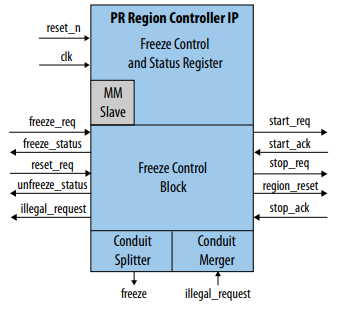 PR Region Controller IP
reset_n
Freeze Control
and Status Register
clk
MM
Slave
freeze_req
start_req
freeze_status
start_ack
reset_req
stop_req
Freeze Control
Block
unfreeze_status
region_reset
illegal_request
stop_ack
Conduit
Splitter
Conduit
Merger
freeze
illegal_request